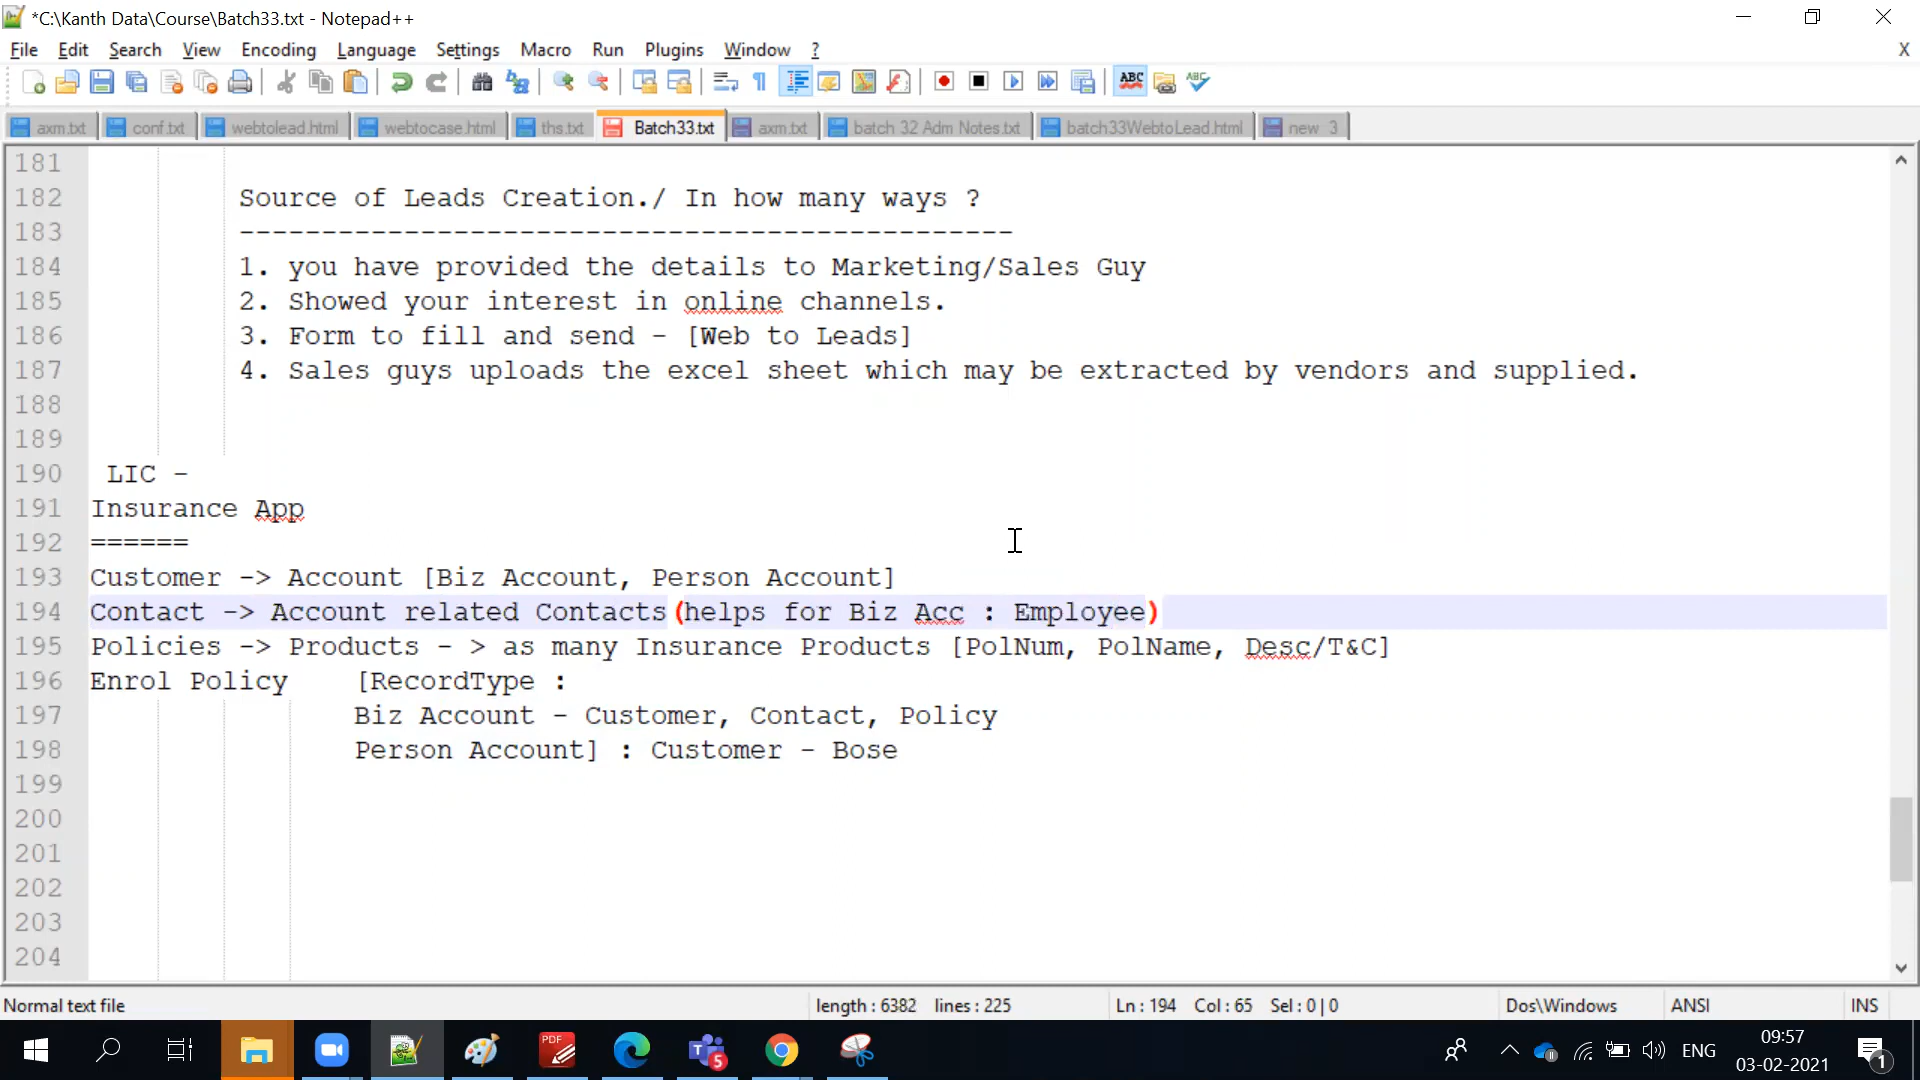 *C:\Kanth Data\Course\Batch33.txt - Notepad++
File Edit Search View Encoding Language Settings Macro Run Plugins Window ? X
ABC ABC
axm.txt conf.txt webtolead.html webtocase.html ths.txt Batch33.txt axm.txt batch 32 Adm Notes.txt batch33WebtoLead.html new 3
181
182 Source of Leads Creation./ In how many ways ?
183 -----------------------------------------------
184 1. you have provided the details to Marketing/Sales Guy
185 2. Showed your interest in online channels.
186 3. Form to fill and send - [Web to Leads]
187 4. Sales guys uploads the excel sheet which may be extracted by vendors and supplied.
188
189
190 LIC -
191 Insurance App
192 ======
193 Customer -> Account [Biz Account, Person Account]
194 Contact -> Account related Contacts(helps for Biz Acc : Employee)
195 Policies -> Products - > as many Insurance Products [PolNum, PolName, Desc/T&C]
196 Enrol Policy [RecordType :
197 Biz Account - Customer, Contact, Policy
198 Person Account] : Customer - Bose
199
200
201
202
203
204
Normal text file length : 6382 lines : 225 Ln : 194 Col : 65 Sel : 0 | 0 Dos\Windows ANSI INS
PDF 5 ENG 09:57 1
03-02-2021